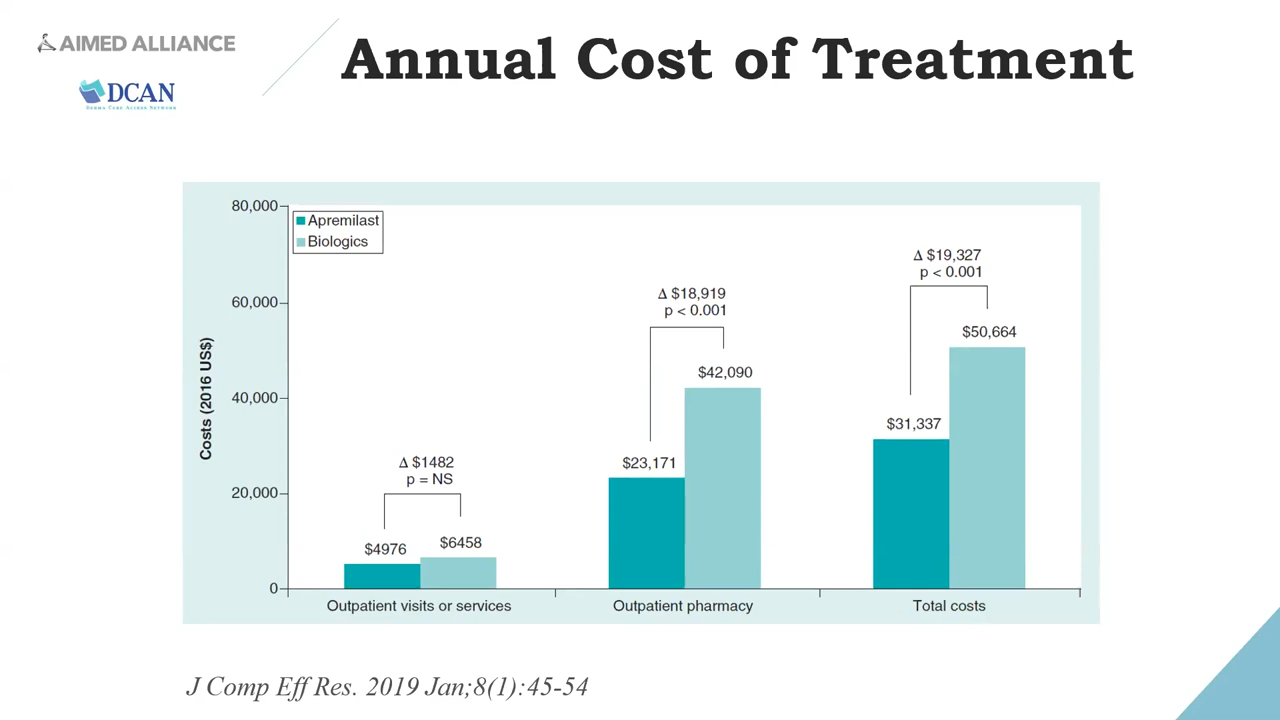 AIMED ALLIANCE
DCAN
DERMA CARE ACCESS NETWORK
Annual Cost of Treatment
80,000
60,000
40,000
20,000
0
Costs (2016 US$)
Apremilast
Biologics
Δ $1482
p = NS
$4976
$6458
Δ $18,919
p < 0.001
$23,171
$42,090
Δ $19,327
p < 0.001
$31,337
$50,664
Outpatient visits or services
Outpatient pharmacy
Total costs
J Comp Eff Res. 2019 Jan;8(1):45-54